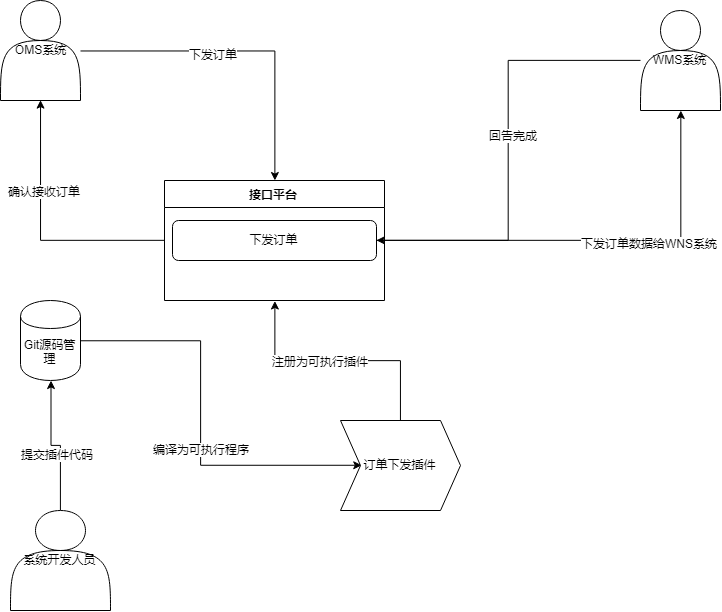 OMS系统
下发订单
WMS系统
回告完成
确认接收订单
接口平台
下发订单
下发订单数据给WNS系统
Git源码管
理
注册为可执行插件
提交插件代码
编译为可执行程序
订单下发插件
系统开发人员